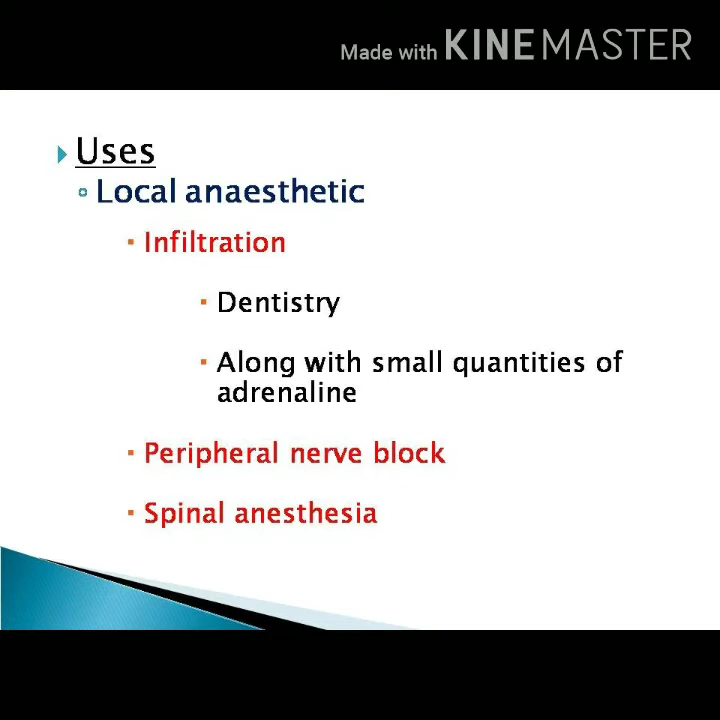 Made with KINEMASTER
Uses
Local anaesthetic
Infiltration
Dentistry
Along with small quantities of
adrenaline
Peripheral nerve block
Spinal anesthesia